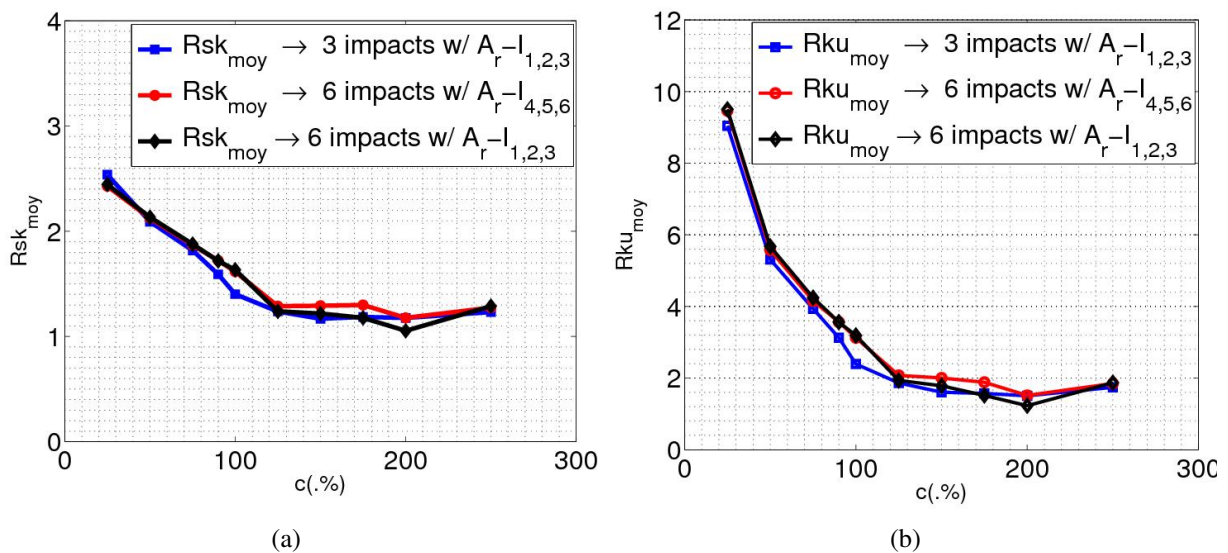 4
3
2
1
0
Rsk_moy
Rsk_moy → 3 impacts w/ A_r–I_1,2,3
Rsk_moy → 6 impacts w/ A_r–I_4,5,6
Rsk_moy → 6 impacts w/ A_r–I_1,2,3
0 100 200 300
c(.%)
(a)
12
10
8
6
4
2
0
Rku_moy
Rku_moy → 3 impacts w/ A_r–I_1,2,3
Rku_moy → 6 impacts w/ A_r–I_4,5,6
Rku_moy → 6 impacts w/ A_r–I_1,2,3
0 100 200 300
c(.%)
(b)